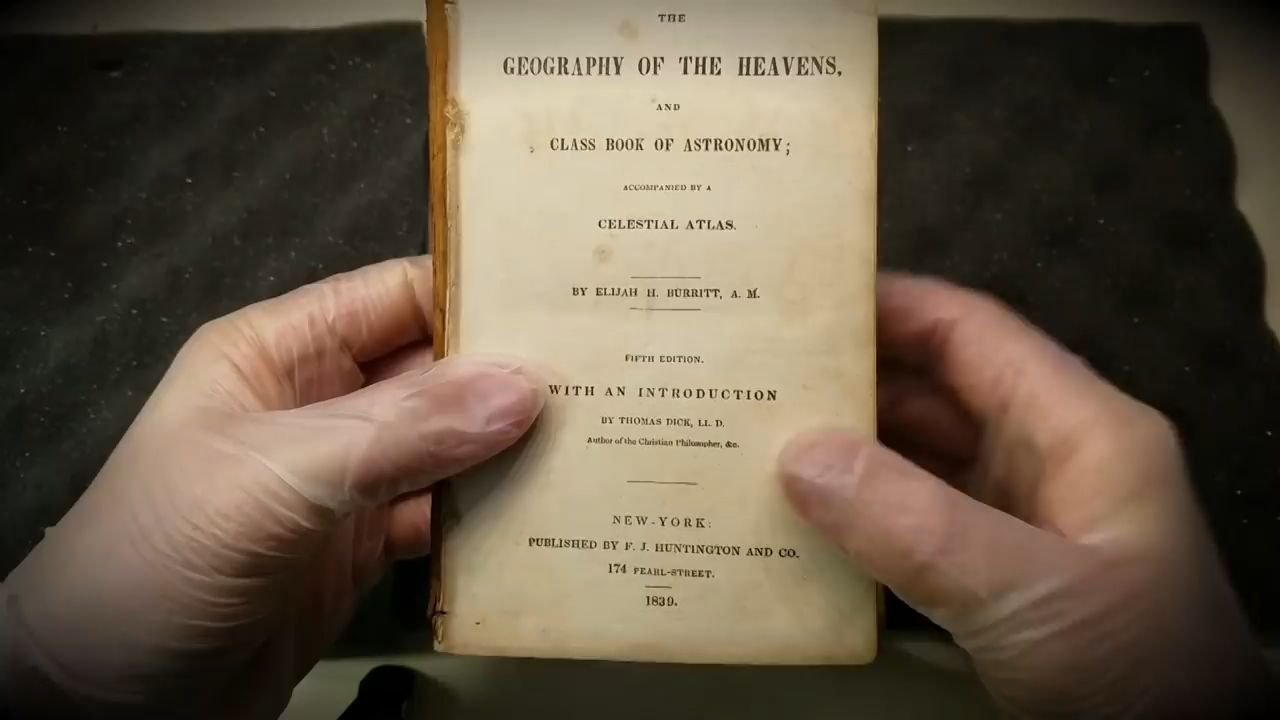 THE
GEOGRAPHY OF THE HEAVENS,
AND
CLASS BOOK OF ASTRONOMY;
ACCOMPANIED BY A
CELESTIAL ATLAS.
BY ELIJAH H. BURRITT, A. M.
FIFTH EDITION.
WITH AN INTRODUCTION
BY THOMAS DICK, LL. D.
Author of the Christian Philosopher, &c.
NEW-YORK:
PUBLISHED BY F. J. HUNTINGTON AND CO.
174 PEARL-STREET.
1839.